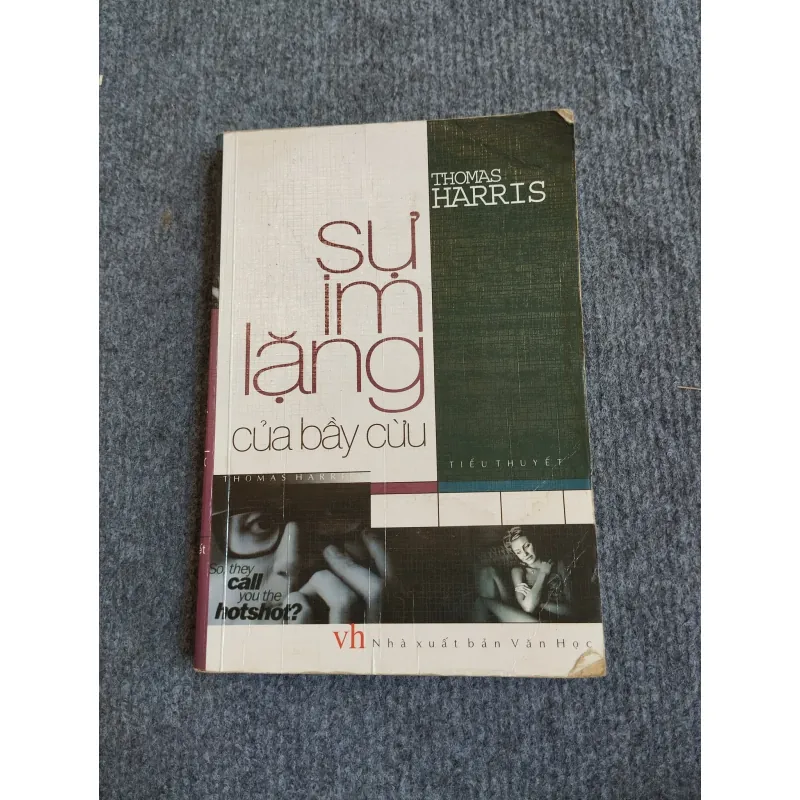 THOMAS
HARRIS
sự
im
lặng
của bầy cừu
TIỂU THUYẾT
THOMAS HARRIS
So, they
call
you the
hotshot?
vh Nhà xuất bản Văn Học